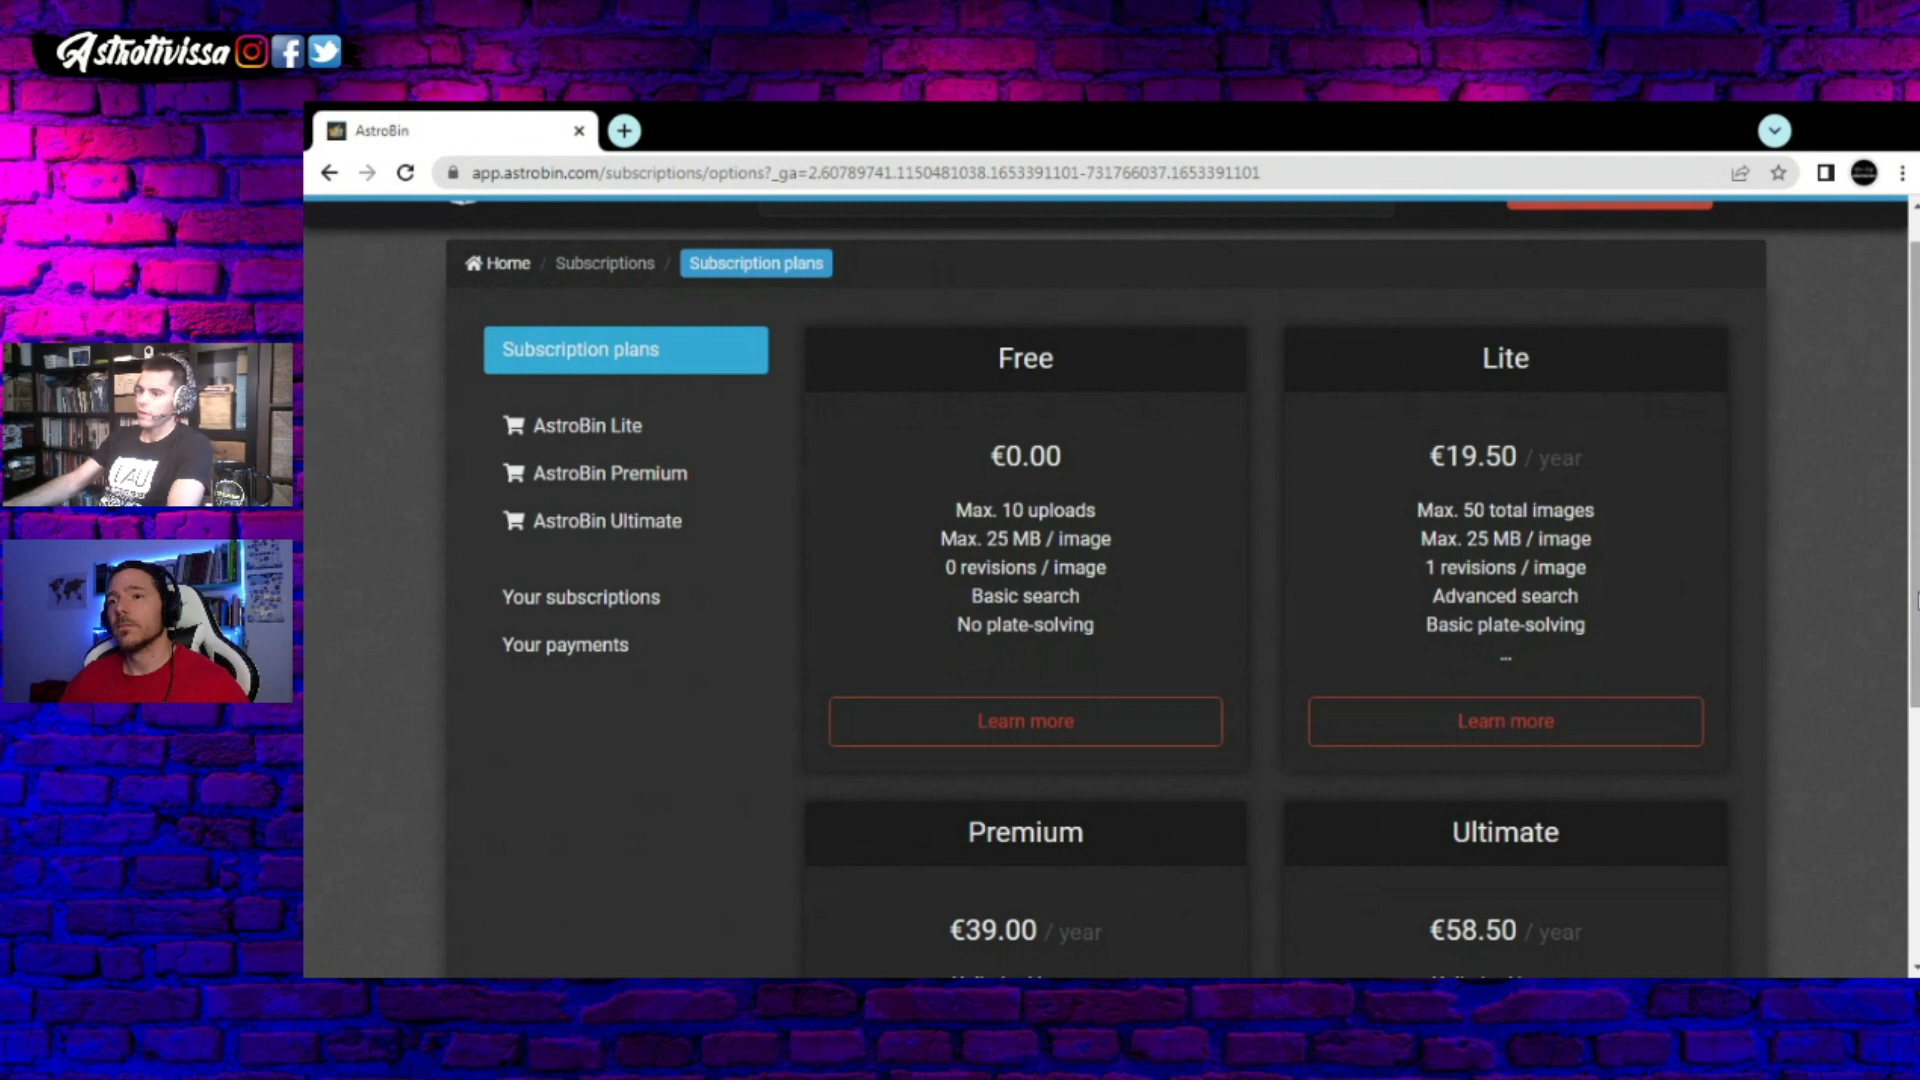 Astrotivissa
AstroBin
app.astrobin.com/subscriptions/options?_ga=2.60789741.1150481038.1653391101-731766037.1653391101
Home / Subscriptions / Subscription plans
Subscription plans
AstroBin Lite
AstroBin Premium
AstroBin Ultimate
Your subscriptions
Your payments
Free
€0.00
Max. 10 uploads
Max. 25 MB / image
0 revisions / image
Basic search
No plate-solving
Learn more
Lite
€19.50 / year
Max. 50 total images
Max. 25 MB / image
1 revisions / image
Advanced search
Basic plate-solving
...
Learn more
Premium
€39.00 / year
Ultimate
€58.50 / year